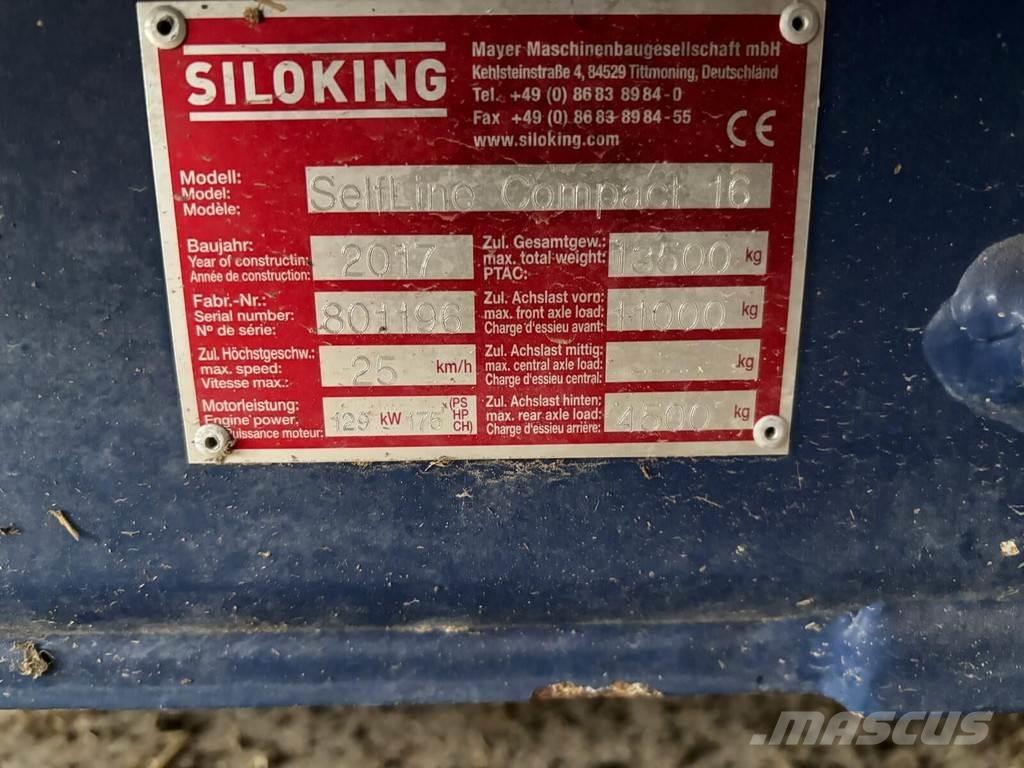 SILOKING
Mayer Maschinenbaugesellschaft mbH
Kehlsteinstraße 4, 84529 Tittmoning, Deutschland
Tel. +49 (0) 86 83 89 84-0
Fax +49 (0) 86 83 89 84-55
www.siloking.com
CE
Modell:
Model: SelfLine Compact 16
Modèle:
Baujahr:
Year of constructin: 2017
Année de construction:
Zul. Gesamtgew.:
max. total weight: 13500 kg
PTAC:
Fabr.-Nr.:
Serial number: 801196
Nº de série:
Zul. Achslast vorn:
max. front axle load: 11000 kg
Charge d'essieu avant:
Zul. Höchstgeschw.:
max. speed: 25 km/h
Vitesse max.:
Zul. Achslast mittig:
max. central axle load: kg
Charge d'essieu central:
Motorleistung: (PS
Engine power: 129 kW 175 HP
uissance moteur: CH)
Zul. Achslast hinten:
max. rear axle load: 4500 kg
Charge d'essieu arrière:
MASCUS